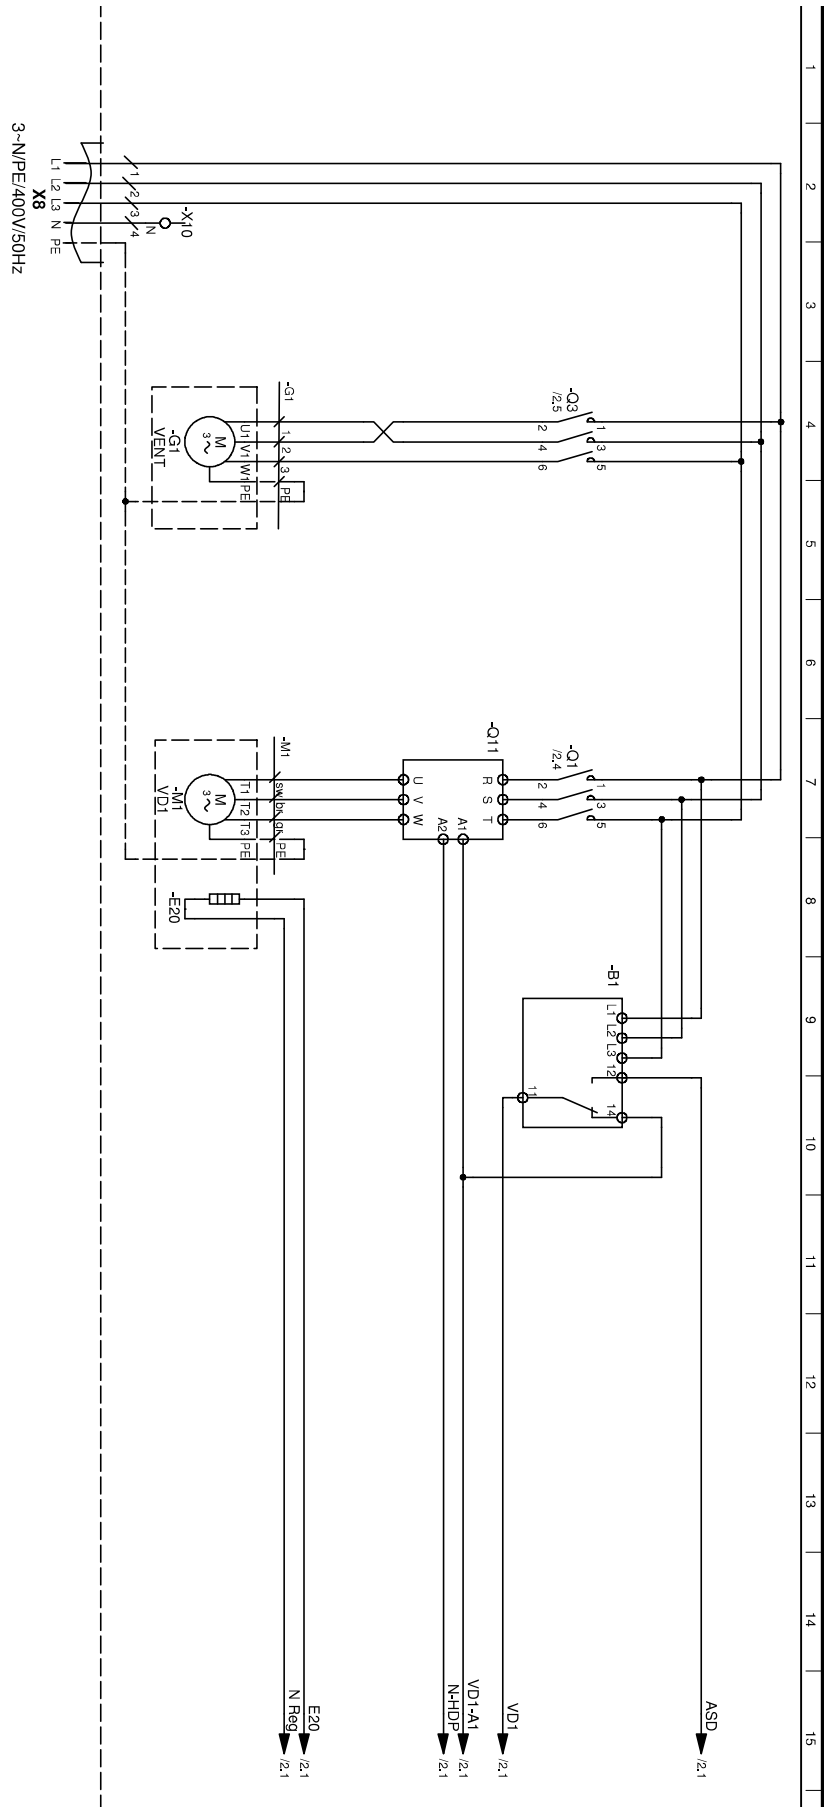 1
2
3
4
5
6
7
8
9
10
11
12
13
14
15
3~N/PE/400V/50Hz
X8
L1
L2
L3
N
PE
1
2
3
4
N
-X10
-Q3
/2.5
1
3
5
2
4
6
-G1
1
2
3
PE
U1
V1
W1
PE
M
3~
-G1
VENT
-Q1
/2.4
1
3
5
2
4
6
-Q11
R
S
T
U
V
W
A1
A2
-M1
sw
br
gr
PE
T1
T2
T3
PE
M
3~
-M1
VD1
-E20
-B1
L1
L2
L3
12
11
14
ASD
/2.1
VD1
/2.1
VD1-A1
/2.1
N-HDP
/2.1
E20
/2.1
N Reg
/2.1